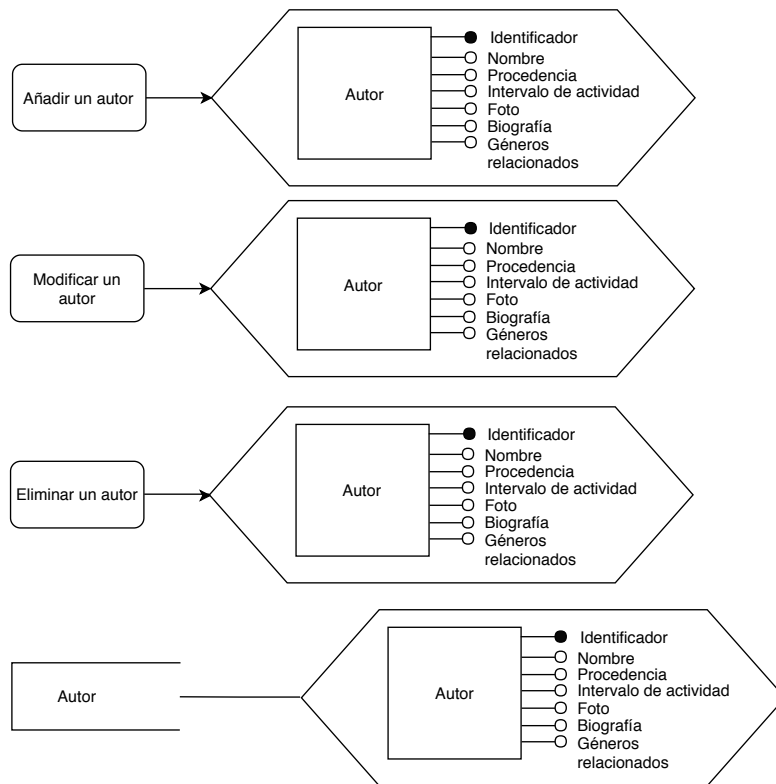 Añadir un autor
Autor
Identificador
Nombre
Procedencia
Intervalo de actividad
Foto
Biografía
Géneros
relacionados
Modificar un
autor
Autor
Identificador
Nombre
Procedencia
Intervalo de actividad
Foto
Biografía
Géneros
relacionados
Eliminar un autor
Autor
Identificador
Nombre
Procedencia
Intervalo de actividad
Foto
Biografía
Géneros
relacionados
Autor
Autor
Identificador
Nombre
Procedencia
Intervalo de actividad
Foto
Biografía
Géneros
relacionados